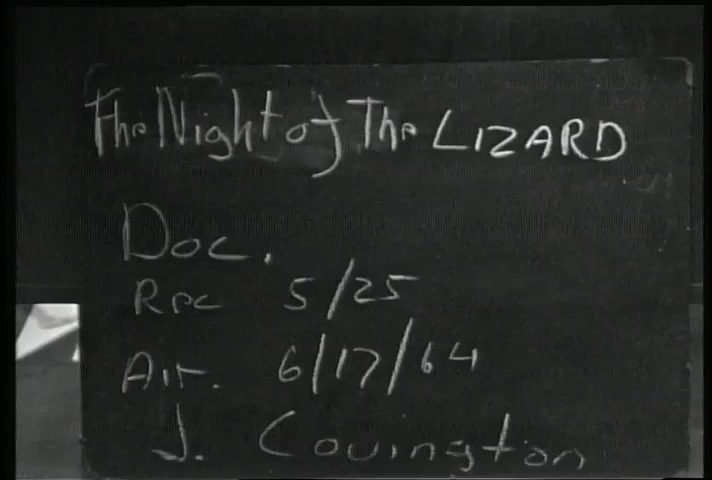 The Night of The LIZARD
Doc.
Rec 5/25
Air. 6/17/64
J. Covington